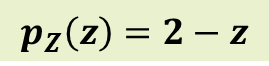 p_Z(z) = 2 − z